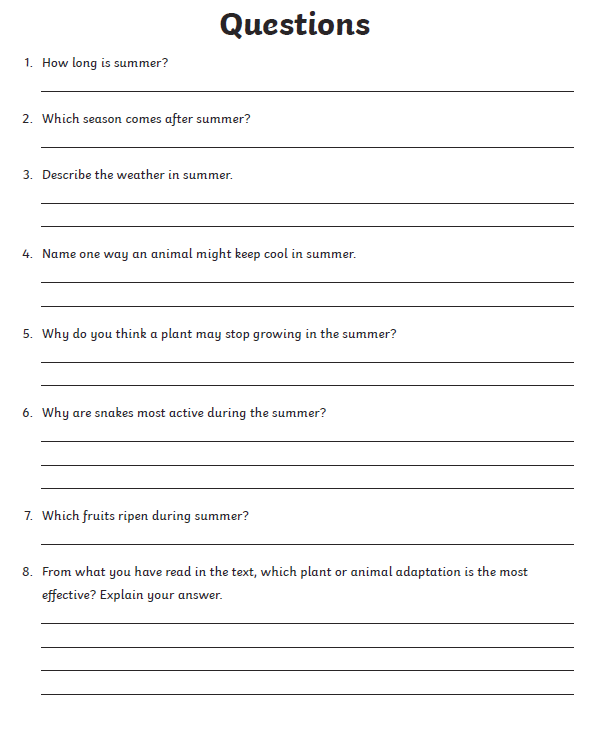 Questions
1. How long is summer?
2. Which season comes after summer?
3. Describe the weather in summer.
4. Name one way an animal might keep cool in summer.
5. Why do you think a plant may stop growing in the summer?
6. Why are snakes most active during the summer?
7. Which fruits ripen during summer?
8. From what you have read in the text, which plant or animal adaptation is the most
effective? Explain your answer.